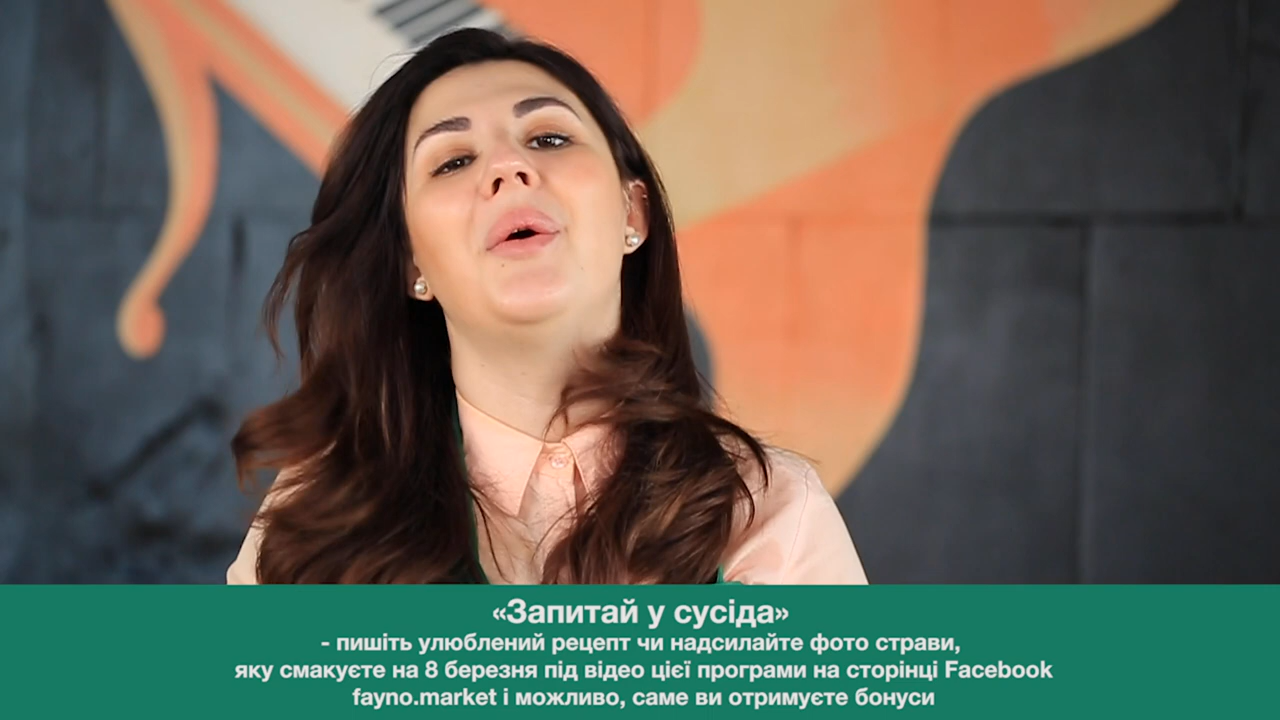 «Запитай у сусіда»
- пишіть улюблений рецепт чи надсилайте фото страви,
яку смакуєте на 8 березня під відео цієї програми на сторінці Facebook
fayno.market і можливо, саме ви отримуєте бонуси